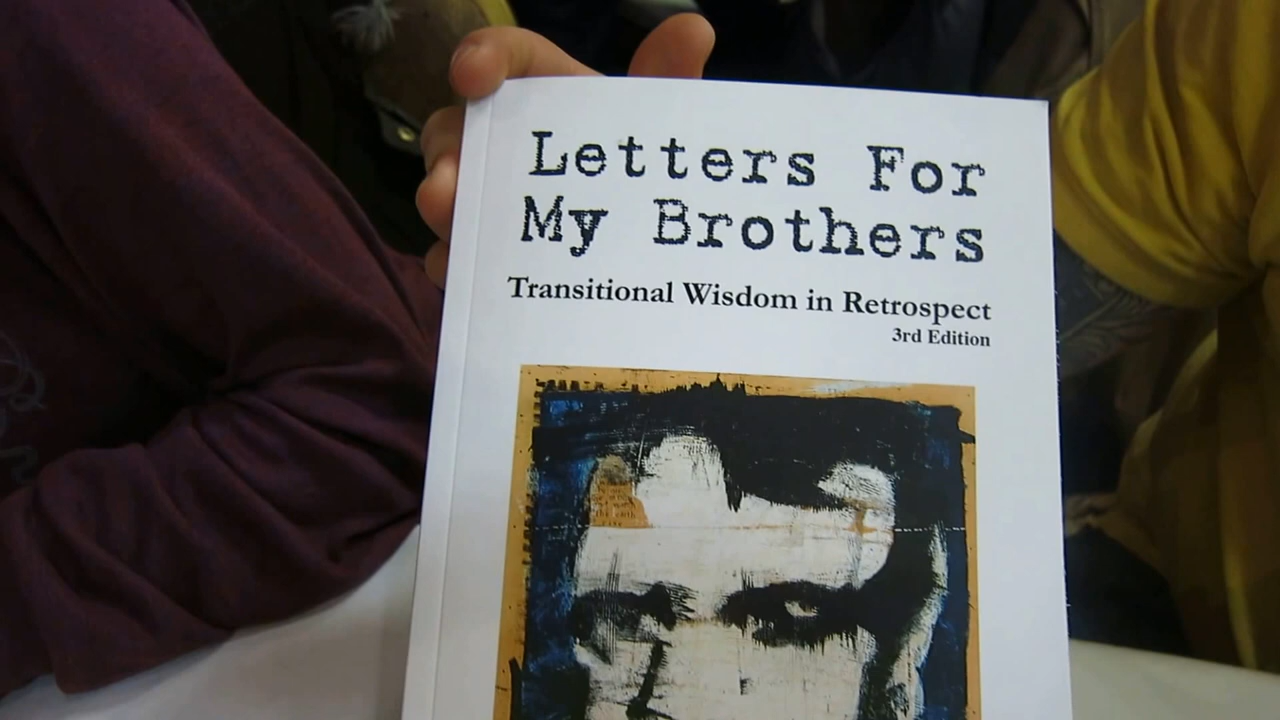 Letters For
My Brothers
Transitional Wisdom in Retrospect
3rd Edition